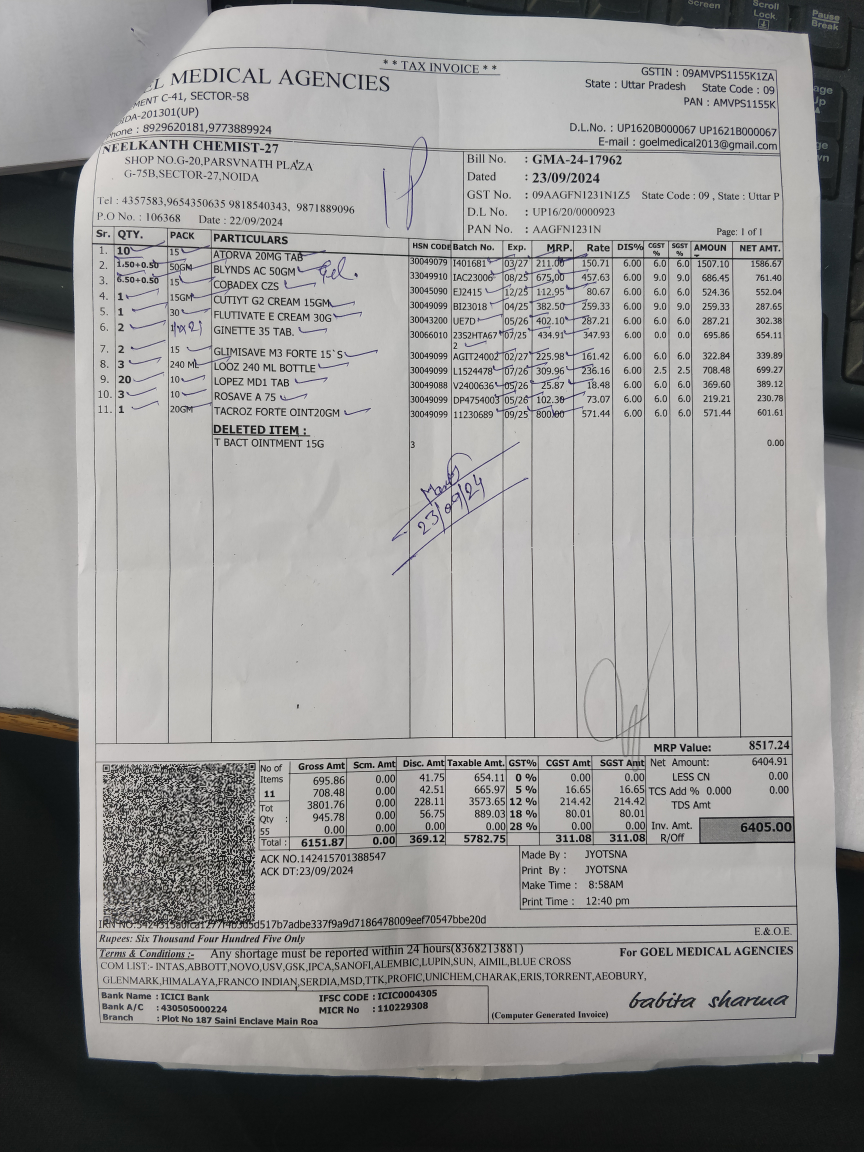 Screen
Scroll
Lock
Pause
Break
* * TAX INVOICE * *
EL MEDICAL AGENCIES
MENT C-41, SECTOR-58
IDA-201301(UP)
Phone : 8929620181,9773889924
GSTIN : 09AMVPS1155K1ZA
State : Uttar Pradesh State Code : 09
PAN : AMVPS1155K
D.L.No. : UP1620B000067 UP1621B000067
E-mail : goelmedical2013@gmail.com
NEELKANTH CHEMIST-27
SHOP NO.G-20,PARSVNATH PLAZA
G-75B,SECTOR-27,NOIDA
Tel : 4357583,9654350635 9818540343, 9871889096
P.O No. : 106368 Date : 22/09/2024
Bill No. : GMA-24-17962
Dated : 23/09/2024
GST No. : 09AAGFN1231N1Z5 State Code : 09 , State : Uttar P
D.L No. : UP16/20/0000923
PAN No. : AAGFN1231N Page: 1 of 1
Sr. QTY. PACK PARTICULARS HSN CODE Batch No. Exp. MRP. Rate DIS% CGST % SGST % AMOUN NET AMT.
1. 10 15 ATORVA 20MG TAB 30049079 I401681 03/27 211.00 150.71 6.00 6.0 6.0 1507.10 1586.67
2. 1.50+0.50 50GM BLYNDS AC 50GM Gel. 33049910 IAC23006 08/25 675.00 457.63 6.00 9.0 9.0 686.45 761.40
3. 6.50+0.50 15 COBADEX CZS 30045090 EJ2415 12/25 112.95 80.67 6.00 6.0 6.0 524.36 552.04
4. 1 15GM CUTIYT G2 CREAM 15GM 30049099 BI23018 04/25 382.50 259.33 6.00 9.0 9.0 259.33 287.65
5. 1 30 FLUTIVATE E CREAM 30G 30043200 UE7D 05/26 402.10 287.21 6.00 6.0 6.0 287.21 302.38
6. 2 GINETTE 35 TAB. 30066010 2352HTA67 07/25 434.91 347.93 6.00 0.0 0.0 695.86 654.11
2
7. 2 15 GLIMISAVE M3 FORTE 15`S 30049099 AGIT24002 02/27 225.98 161.42 6.00 6.0 6.0 322.84 339.89
8. 3 240 ML LOOZ 240 ML BOTTLE 30049099 L1524478 07/26 309.96 236.16 6.00 2.5 2.5 708.48 699.27
9. 20 10 LOPEZ MD1 TAB 30049088 V2400636 05/26 25.87 18.48 6.00 6.0 6.0 369.60 389.12
10. 3 10 ROSAVE A 75 30049099 DP4754003 05/26 102.30 73.07 6.00 6.0 6.0 219.21 230.78
11. 1 20GM TACROZ FORTE OINT20GM 30049099 11230689 09/25 800.00 571.44 6.00 6.0 6.0 571.44 601.61
DELETED ITEM :
T BACT OINTMENT 15G 3 0.00
23/09/24
MRP Value: 8517.24
No of Items 11
Tot Qty : 55
Gross Amt Scm. Amt Disc. Amt Taxable Amt. GST% CGST Amt SGST Amt
695.86 0.00 41.75 654.11 0 % 0.00 0.00
708.48 0.00 42.51 665.97 5 % 16.65 16.65
3801.76 0.00 228.11 3573.65 12 % 214.42 214.42
945.78 0.00 56.75 889.03 18 % 80.01 80.01
0.00 0.00 0.00 0.00 28 % 0.00 0.00
Total : 6151.87 0.00 369.12 5782.75 311.08 311.08
Net Amount: 6404.91
LESS CN 0.00
TCS Add % 0.000 0.00
TDS Amt
Inv. Amt. 6405.00
R/Off
ACK NO.142415701388547
ACK DT:23/09/2024
Made By : JYOTSNA
Print By : JYOTSNA
Make Time : 8:58AM
Print Time : 12:40 pm
E.& O.E.
Rupees: Six Thousand Four Hundred Five Only
Terms & Conditions :- Any shortage must be reported within 24 hours(8368213881)
COM LIST:- INTAS,ABBOTT,NOVO,USV,GSK,IPCA,SANOFI,ALEMBIC,LUPIN,SUN, AIMIL,BLUE CROSS
GLENMARK,HIMALAYA,FRANCO INDIAN,SERDIA,MSD,TTK,PROFIC,UNICHEM,CHARAK,ERIS,TORRENT,AEOBURY,
For GOEL MEDICAL AGENCIES
Bank Name : ICICI Bank IFSC CODE : ICIC0004305
Bank A/C : 430505000224 MICR No : 110229308
Branch : Plot No 187 Saini Enclave Main Roa
(Computer Generated Invoice)
babita sharma